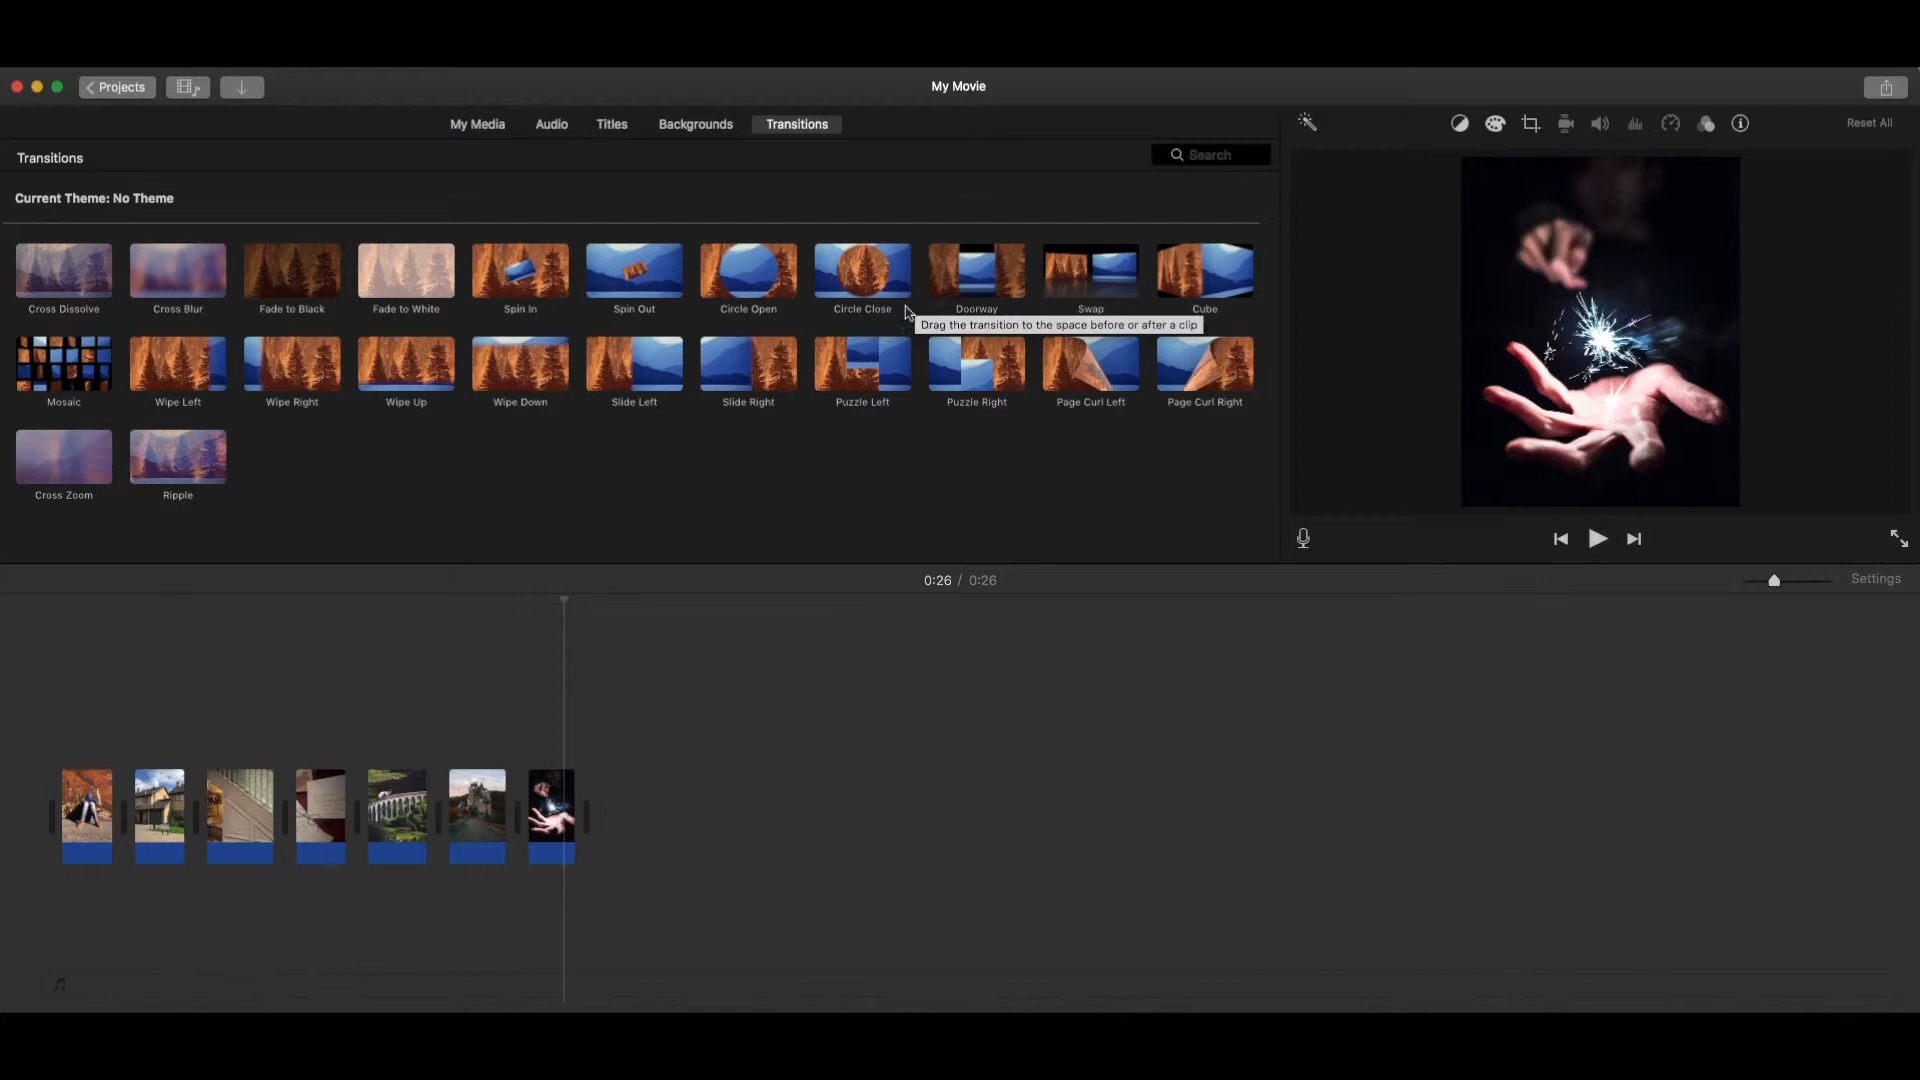 Projects
My Movie
My Media Audio Titles Backgrounds Transitions
Reset All
Transitions
Search
Current Theme: No Theme
Cross Dissolve Cross Blur Fade to Black Fade to White Spin In Spin Out Circle Open Circle Close Doorway Swap Cube
Drag the transition to the space before or after a clip
Mosaic Wipe Left Wipe Right Wipe Up Wipe Down Slide Left Slide Right Puzzle Left Puzzle Right Page Curl Left Page Curl Right
Cross Zoom Ripple
0:26 / 0:26
Settings